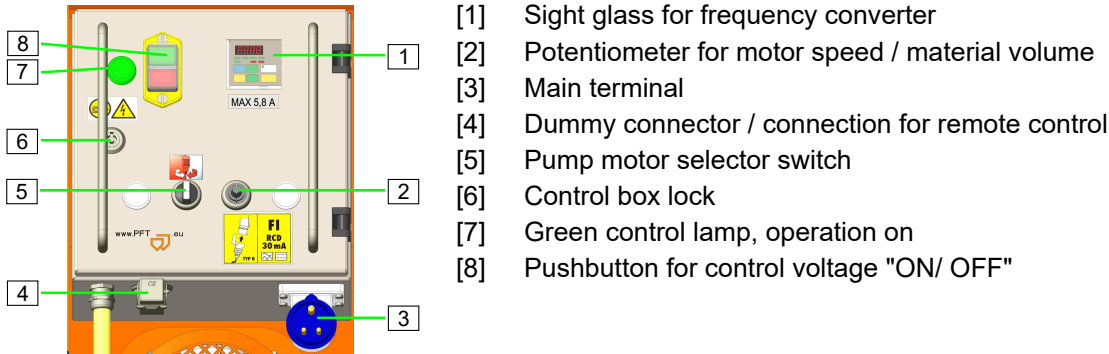 [1] Sight glass for frequency converter
[2] Potentiometer for motor speed / material volume
[3] Main terminal
[4] Dummy connector / connection for remote control
[5] Pump motor selector switch
[6] Control box lock
[7] Green control lamp, operation on
[8] Pushbutton for control voltage "ON/ OFF"
8
7
6
5
4
1
2
3
MAX 5,8 A
www.PFT .eu
FI
RCD
30 mA
TYP B